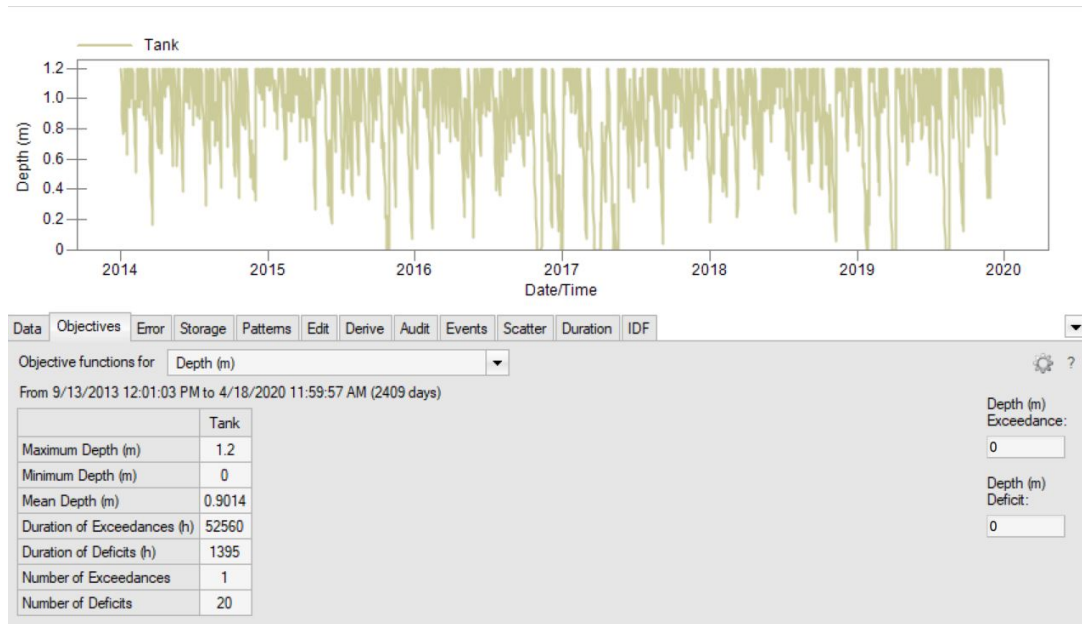 Tank
1.2
1.0
0.8
0.6
0.4
0.2
0
Depth (m)
2014 2015 2016 2017 2018 2019 2020
Date/Time
Data Objectives Error Storage Patterns Edit Derive Audit Events Scatter Duration IDF
Objective functions for Depth (m)
?
From 9/13/2013 12:01:03 PM to 4/18/2020 11:59:57 AM (2409 days)
Tank
Maximum Depth (m) 1.2
Minimum Depth (m) 0
Mean Depth (m) 0.9014
Duration of Exceedances (h) 52560
Duration of Deficits (h) 1395
Number of Exceedances 1
Number of Deficits 20
Depth (m)
Exceedance:
0
Depth (m)
Deficit:
0